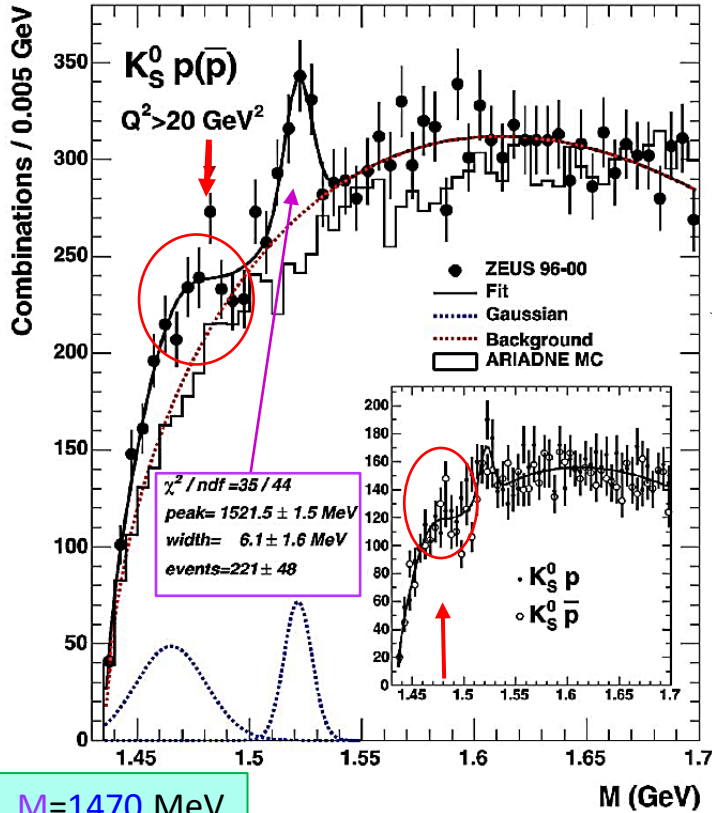 Combinations / 0.005 GeV
350
300
250
200
150
100
50
0
K⁰_S p(p̄)
Q²>20 GeV²
ZEUS 96-00
Fit
Gaussian
Background
ARIADNE MC
χ² / ndf =35 / 44
peak= 1521.5 ± 1.5 MeV
width= 6.1 ± 1.6 MeV
events=221± 48
200
180
160
140
120
100
80
60
40
20
0
K⁰_S p
K⁰_S p̄
1.45 1.5 1.55 1.6 1.65 1.7
1.45 1.5 1.55 1.6 1.65 1.7
M (GeV)
M=1470 MeV